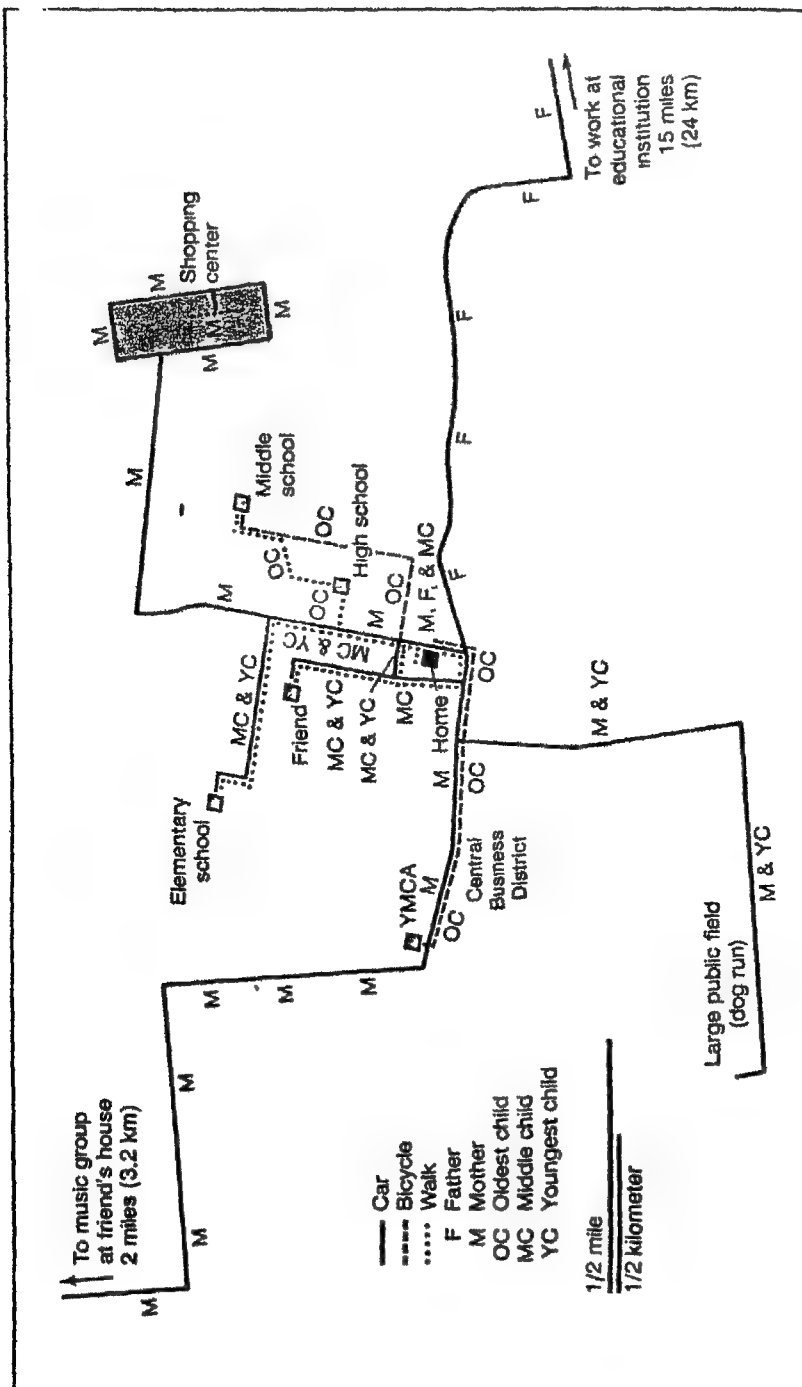 To music group
at friend's house
2 miles (3.2 km)
M
M
M
M
M
M
Elementary
school
MC & YC
M
M
M
M
Shopping
center
M
M
M
M
Middle
school
OC
OC
High school
OC
MC & YC
M
OC
Friend
MC & YC
MC & YC
MC
M, F, & MC
Home
YMCA
M
M
OC
OC
OC
Central
Business
District
F
F
F
F
F
To work at
educational
institution
15 miles
(24 km)
M & YC
M & YC
Large public field
(dog run)
Car
Bicycle
Walk
F Father
M Mother
OC Oldest child
MC Middle child
YC Youngest child
1/2 mile
1/2 kilometer